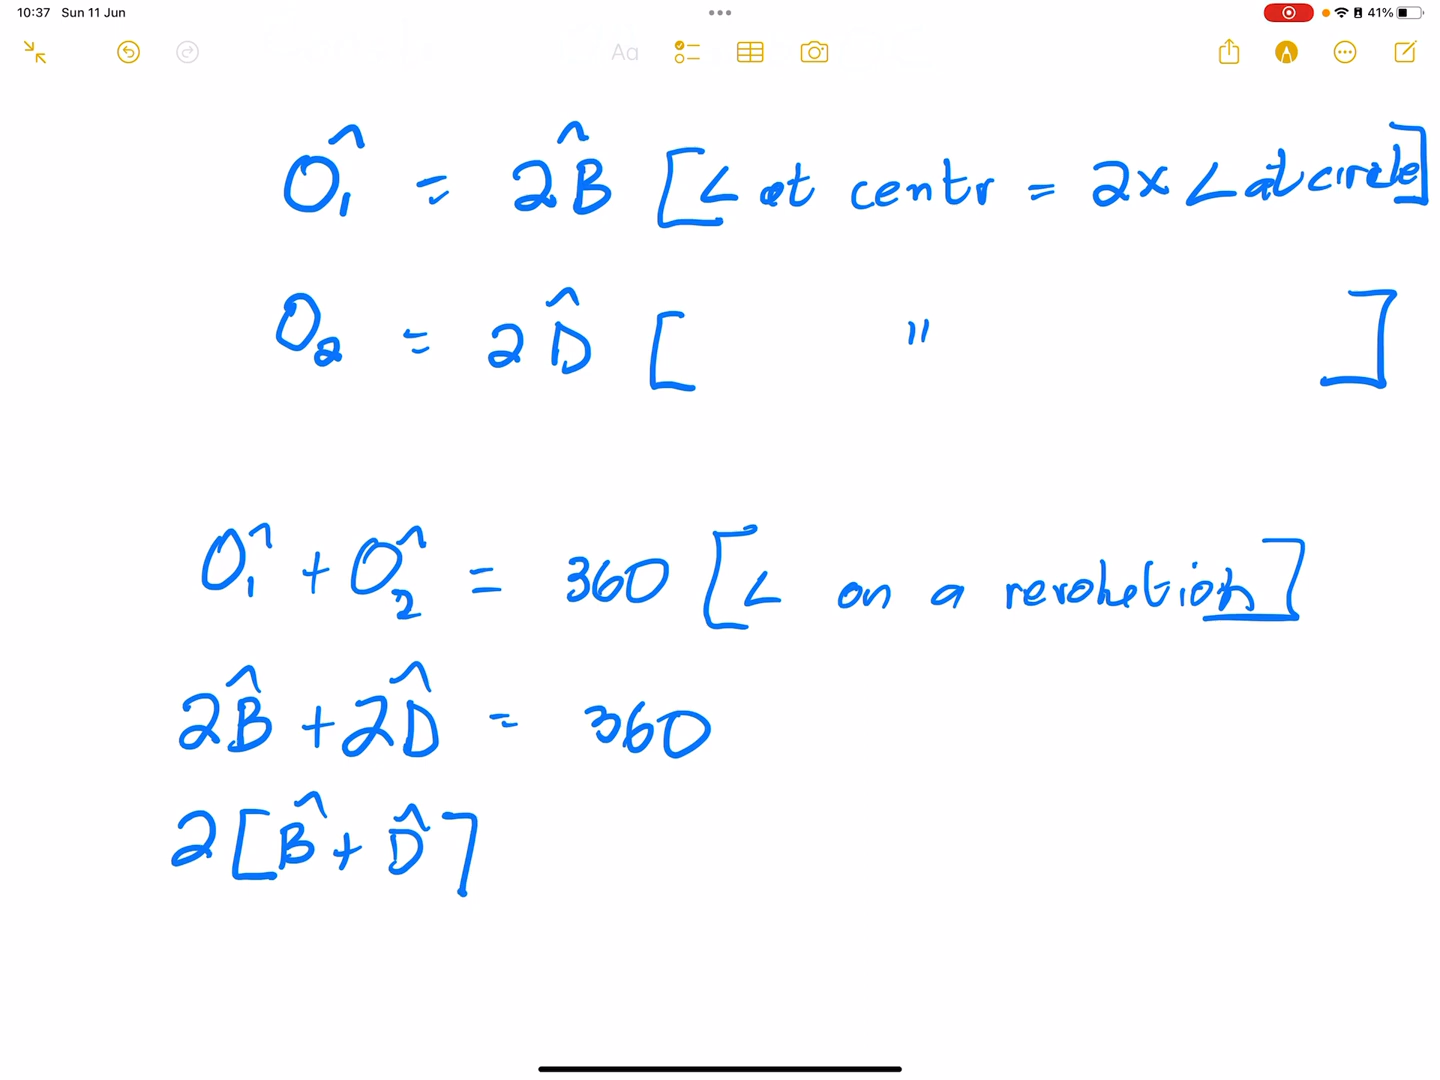 10:37 Sun 11 Jun
41%
Aa
Ô₁ = 2B̂ [∠ at centr = 2x ∠ at circle]
O₂ = 2D̂ [ " ]
Ô₁ + Ô₂ = 360 [∠ on a revolution]
2B̂ + 2D̂ = 360
2[B̂ + D̂]